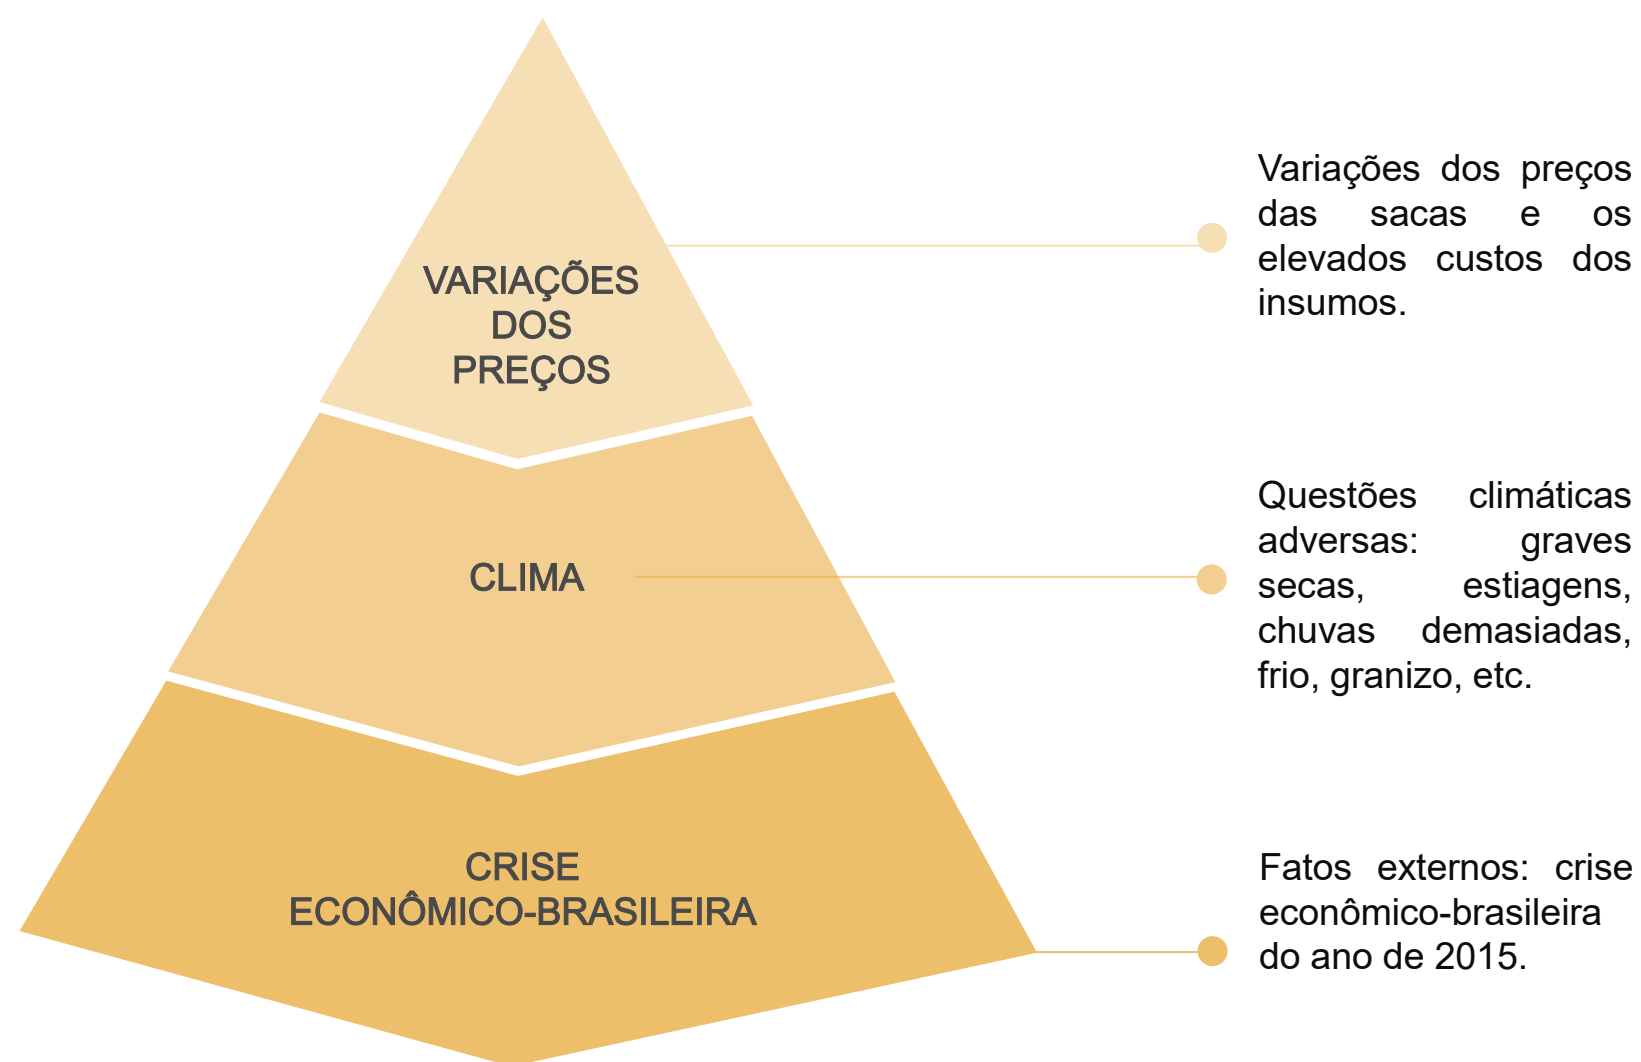 VARIAÇÕES
DOS
PREÇOS
Variações dos preços
das sacas e os
elevados custos dos
insumos.
CLIMA
Questões climáticas
adversas: graves
secas, estiagens,
chuvas demasiadas,
frio, granizo, etc.
CRISE
ECONÔMICO-BRASILEIRA
Fatos externos: crise
econômico-brasileira
do ano de 2015.